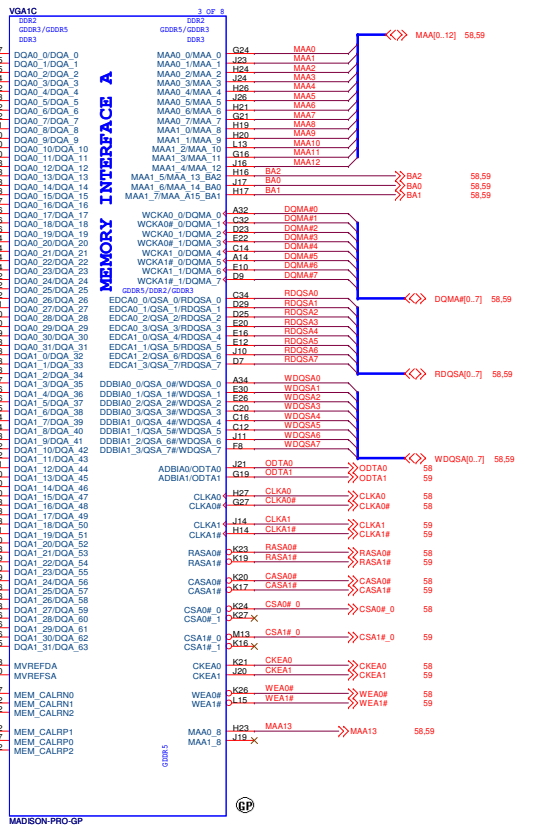 VGA1C 3 OF 8
DDR2 DDR2
GDDR3/GDDR5 GDDR5/GDDR3
DDR3 DDR3
MEMORY INTERFACE A
DQA0_0/DQA_0
DQA0_1/DQA_1
DQA0_2/DQA_2
DQA0_3/DQA_3
DQA0_4/DQA_4
DQA0_5/DQA_5
DQA0_6/DQA_6
DQA0_7/DQA_7
DQA0_8/DQA_8
DQA0_9/DQA_9
DQA0_10/DQA_10
DQA0_11/DQA_11
DQA0_12/DQA_12
DQA0_13/DQA_13
DQA0_14/DQA_14
DQA0_15/DQA_15
DQA0_16/DQA_16
DQA0_17/DQA_17
DQA0_18/DQA_18
DQA0_19/DQA_19
DQA0_20/DQA_20
DQA0_21/DQA_21
DQA0_22/DQA_22
DQA0_23/DQA_23
DQA0_24/DQA_24
DQA0_25/DQA_25
DQA0_26/DQA_26
DQA0_27/DQA_27
DQA0_28/DQA_28
DQA0_29/DQA_29
DQA0_30/DQA_30
DQA0_31/DQA_31
DQA1_0/DQA_32
DQA1_1/DQA_33
DQA1_2/DQA_34
DQA1_3/DQA_35
DQA1_4/DQA_36
DQA1_5/DQA_37
DQA1_6/DQA_38
DQA1_7/DQA_39
DQA1_8/DQA_40
DQA1_9/DQA_41
DQA1_10/DQA_42
DQA1_11/DQA_43
DQA1_12/DQA_44
DQA1_13/DQA_45
DQA1_14/DQA_46
DQA1_15/DQA_47
DQA1_16/DQA_48
DQA1_17/DQA_49
DQA1_18/DQA_50
DQA1_19/DQA_51
DQA1_20/DQA_52
DQA1_21/DQA_53
DQA1_22/DQA_54
DQA1_23/DQA_55
DQA1_24/DQA_56
DQA1_25/DQA_57
DQA1_26/DQA_58
DQA1_27/DQA_59
DQA1_28/DQA_60
DQA1_29/DQA_61
DQA1_30/DQA_62
DQA1_31/DQA_63
MVREFDA
MVREFSA
MEM_CALRN0
MEM_CALRN1
MEM_CALRN2
MEM_CALRP1
MEM_CALRP0
MEM_CALRP2
MAA[0..12] 58,59
MAA0_0/MAA_0 G24 MAA0
MAA0_1/MAA_1 J23 MAA1
MAA0_2/MAA_2 H24 MAA2
MAA0_3/MAA_3 J24 MAA3
MAA0_4/MAA_4 H26 MAA4
MAA0_5/MAA_5 J26 MAA5
MAA0_6/MAA_6 H21 MAA6
MAA0_7/MAA_7 G21 MAA7
MAA1_0/MAA_8 H19 MAA8
MAA1_1/MAA_9 H20 MAA9
MAA1_2/MAA_10 L13 MAA10
MAA1_3/MAA_11 G16 MAA11
MAA1_4/MAA_12 J16 MAA12
MAA1_5/MAA_13_BA2 H16 BA2 BA2 58,59
MAA1_6/MAA_14_BA0 J17 BA0 BA0 58,59
MAA1_7/MAA_A15_BA1 H17 BA1 BA1 58,59
WCKA0_0/DQMA_0 A32 DQMA#0
WCKA0#_0/DQMA_1 C32 DQMA#1
WCKA0_1/DQMA_2 D23 DQMA#2
WCKA0#_1/DQMA_3 E22 DQMA#3
WCKA1_0/DQMA_4 C14 DQMA#4
WCKA1#_0/DQMA_5 A14 DQMA#5
WCKA1_1/DQMA_6 E10 DQMA#6
WCKA1#_1/DQMA_7 D9 DQMA#7
GDDR5/DDR2/GDDR3
DQMA#[0..7] 58,59
EDCA0_0/QSA_0/RDQSA_0 C34 RDQSA0
EDCA0_1/QSA_1/RDQSA_1 D29 RDQSA1
EDCA0_2/QSA_2/RDQSA_2 D25 RDQSA2
EDCA0_3/QSA_3/RDQSA_3 E20 RDQSA3
EDCA1_0/QSA_4/RDQSA_4 E16 RDQSA4
EDCA1_1/QSA_5/RDQSA_5 E12 RDQSA5
EDCA1_2/QSA_6/RDQSA_6 J10 RDQSA6
EDCA1_3/QSA_7/RDQSA_7 D7 RDQSA7
RDQSA[0..7] 58,59
DDBIA0_0/QSA_0#/WDQSA_0 A34 WDQSA0
DDBIA0_1/QSA_1#/WDQSA_1 E30 WDQSA1
DDBIA0_2/QSA_2#/WDQSA_2 E26 WDQSA2
DDBIA0_3/QSA_3#/WDQSA_3 C20 WDQSA3
DDBIA1_0/QSA_4#/WDQSA_4 C16 WDQSA4
DDBIA1_1/QSA_5#/WDQSA_5 C12 WDQSA5
DDBIA1_2/QSA_6#/WDQSA_6 J11 WDQSA6
DDBIA1_3/QSA_7#/WDQSA_7 F8 WDQSA7
WDQSA[0..7] 58,59
ADBIA0/ODTA0 J21 ODTA0 ODTA0 58
ADBIA1/ODTA1 G19 ODTA1 ODTA1 59
CLKA0 H27 CLKA0 CLKA0 58
CLKA0# G27 CLKA0# CLKA0# 58
CLKA1 J14 CLKA1 CLKA1 59
CLKA1# H14 CLKA1# CLKA1# 59
RASA0# K23 RASA0# RASA0# 58
RASA1# K19 RASA1# RASA1# 59
CASA0# K20 CASA0# CASA0# 58
CASA1# K17 CASA1# CASA1# 59
CSA0#_0 K24 CSA0#_0 CSA0#_0 58
CSA0#_1 K27
CSA1#_0 M13 CSA1#_0 CSA1#_0 59
CSA1#_1 K16
CKEA0 K21 CKEA0 CKEA0 58
CKEA1 J20 CKEA1 CKEA1 59
WEA0# K26 WEA0# WEA0# 58
WEA1# L15 WEA1# WEA1# 59
MAA0_8 H23 MAA13 MAA13 58,59
MAA1_8 J19
GDDR5
GP
MADISON-PRO-GP